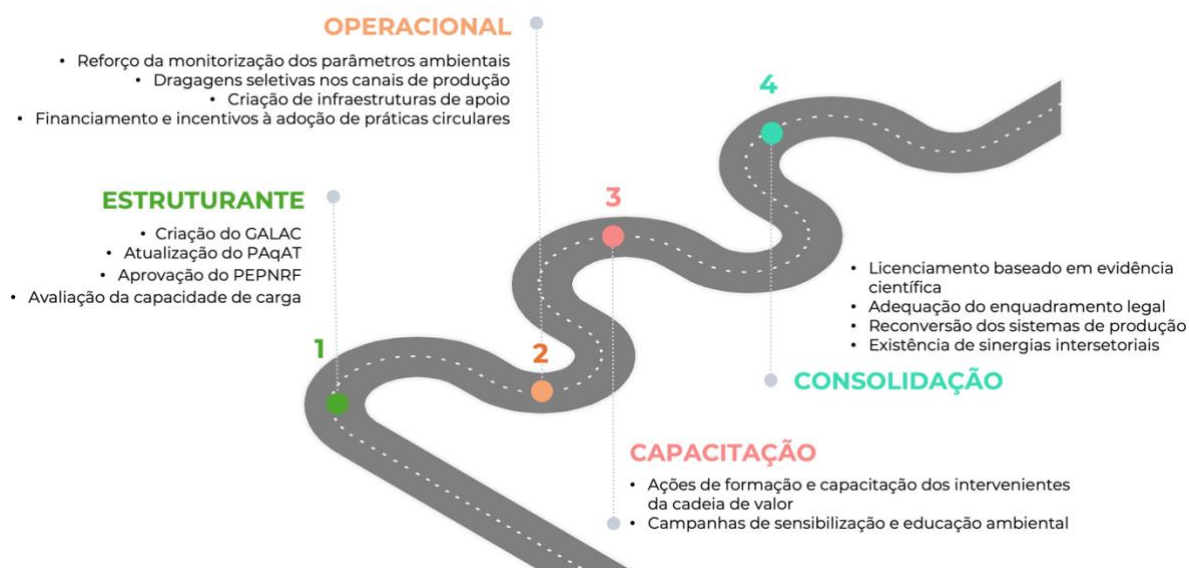 OPERACIONAL
• Reforço da monitorização dos parâmetros ambientais
• Dragagens seletivas nos canais de produção
• Criação de infraestruturas de apoio
• Financiamento e incentivos à adoção de práticas circulares
ESTRUTURANTE
• Criação do GALAC
• Atualização do PAqAT
• Aprovação do PEPNRF
• Avaliação da capacidade de carga
1
2
3
4
• Licenciamento baseado em evidência
científica
• Adequação do enquadramento legal
• Reconversão dos sistemas de produção
• Existência de sinergias intersetoriais
CONSOLIDAÇÃO
CAPACITAÇÃO
• Ações de formação e capacitação dos intervenientes
da cadeia de valor
• Campanhas de sensibilização e educação ambiental